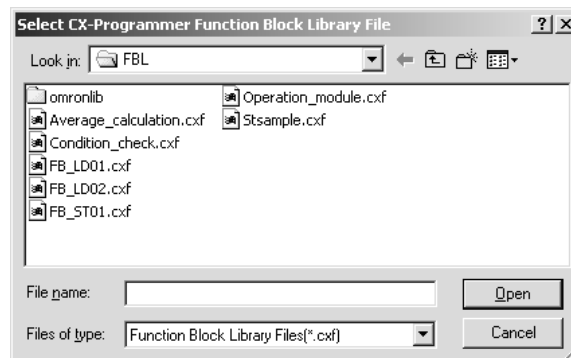 Select CX-Programmer Function Block Library File
Look in: FBL
omronlib
Average_calculation.cxf
Condition_check.cxf
FB_LD01.cxf
FB_LD02.cxf
FB_ST01.cxf
Operation_module.cxf
Stsample.cxf
File name:
Open
Files of type: Function Block Library Files(*.cxf)
Cancel